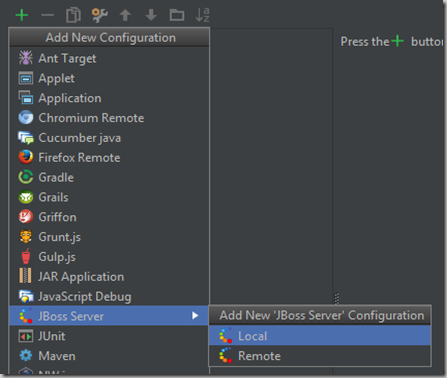 Add New Configuration
Press the + button
Ant Target
Applet
Application
Chromium Remote
Cucumber java
Firefox Remote
Gradle
Grails
Griffon
Grunt.js
Gulp.js
JAR Application
JavaScript Debug
JBoss Server
Add New 'JBoss Server' Configuration
JUnit
Local
Maven
Remote